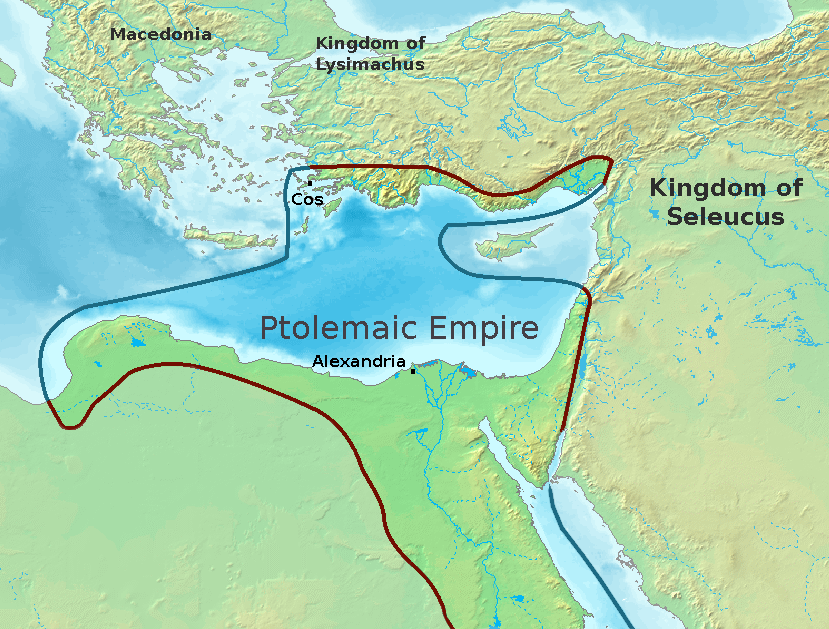 Macedonia
Kingdom of
Lysimachus
Kingdom of
Seleucus
Cos
Ptolemaic Empire
Alexandria